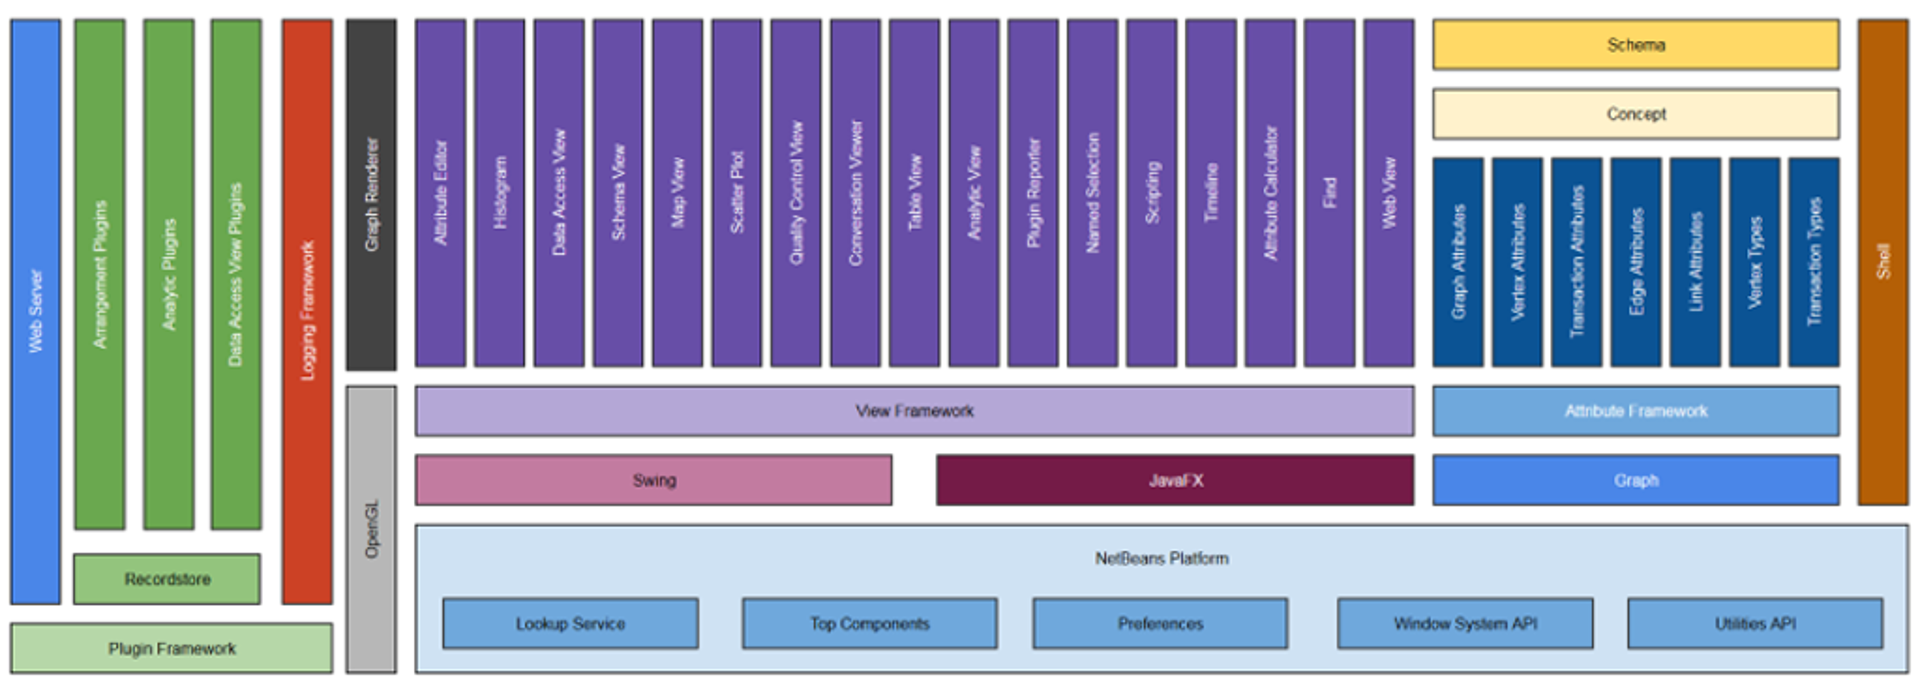 Web Server
Arrangement Plugins
Analytic Plugins
Data Access View Plugins
Recordstore
Logging Framework
Plugin Framework
Graph Renderer
OpenGL
Attribute Editor
Histogram
Data Access View
Schema View
Map View
Scatter Plot
Quality Control View
Conversation Viewer
Table View
Analytic View
Plugin Reporter
Named Selection
Scripting
Timeline
Attribute Calculator
Find
Web View
View Framework
Swing
JavaFX
Schema
Concept
Graph Attributes
Vertex Attributes
Transaction Attributes
Edge Attributes
Link Attributes
Vertex Types
Transaction Types
Attribute Framework
Graph
Shell
NetBeans Platform
Lookup Service
Top Components
Preferences
Window System API
Utilities API